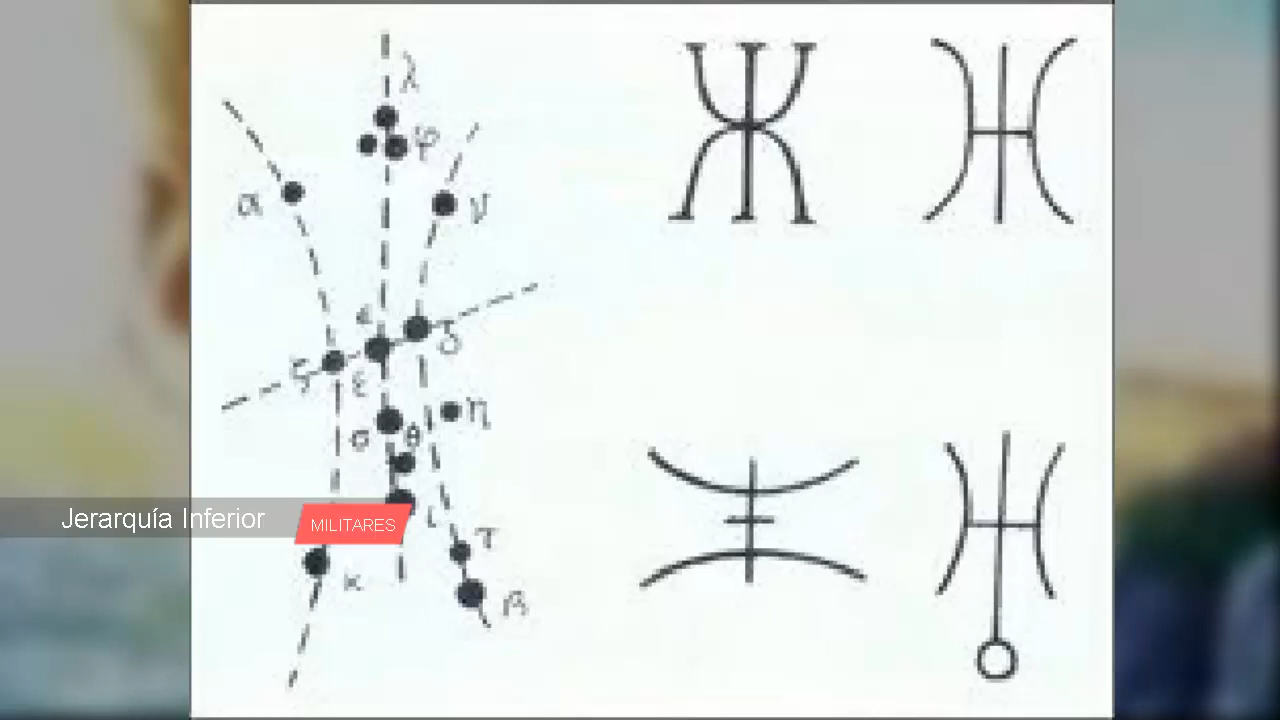 λ
φ
α
ν
ε
δ
ζ
ε
η
σ
θ
Jerarquía Inferior
MILITARES
τ
κ
β